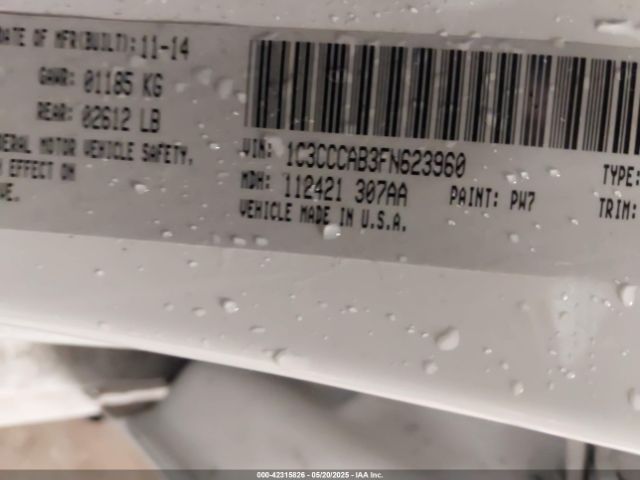 DATE OF MFR(BUILT): 11-14
GAWR: 01185 KG
REAR: 02612 LB
MOTOR VEHICLE SAFETY,
EFFECT ON
VIN: 1C3CCCAB3FN623960
TYPE:
MDH: 112421 307AA
PAINT: PW7
TRIM:
VEHICLE MADE IN U.S.A.
000-42315826 - 05/20/2025 - IAA Inc.